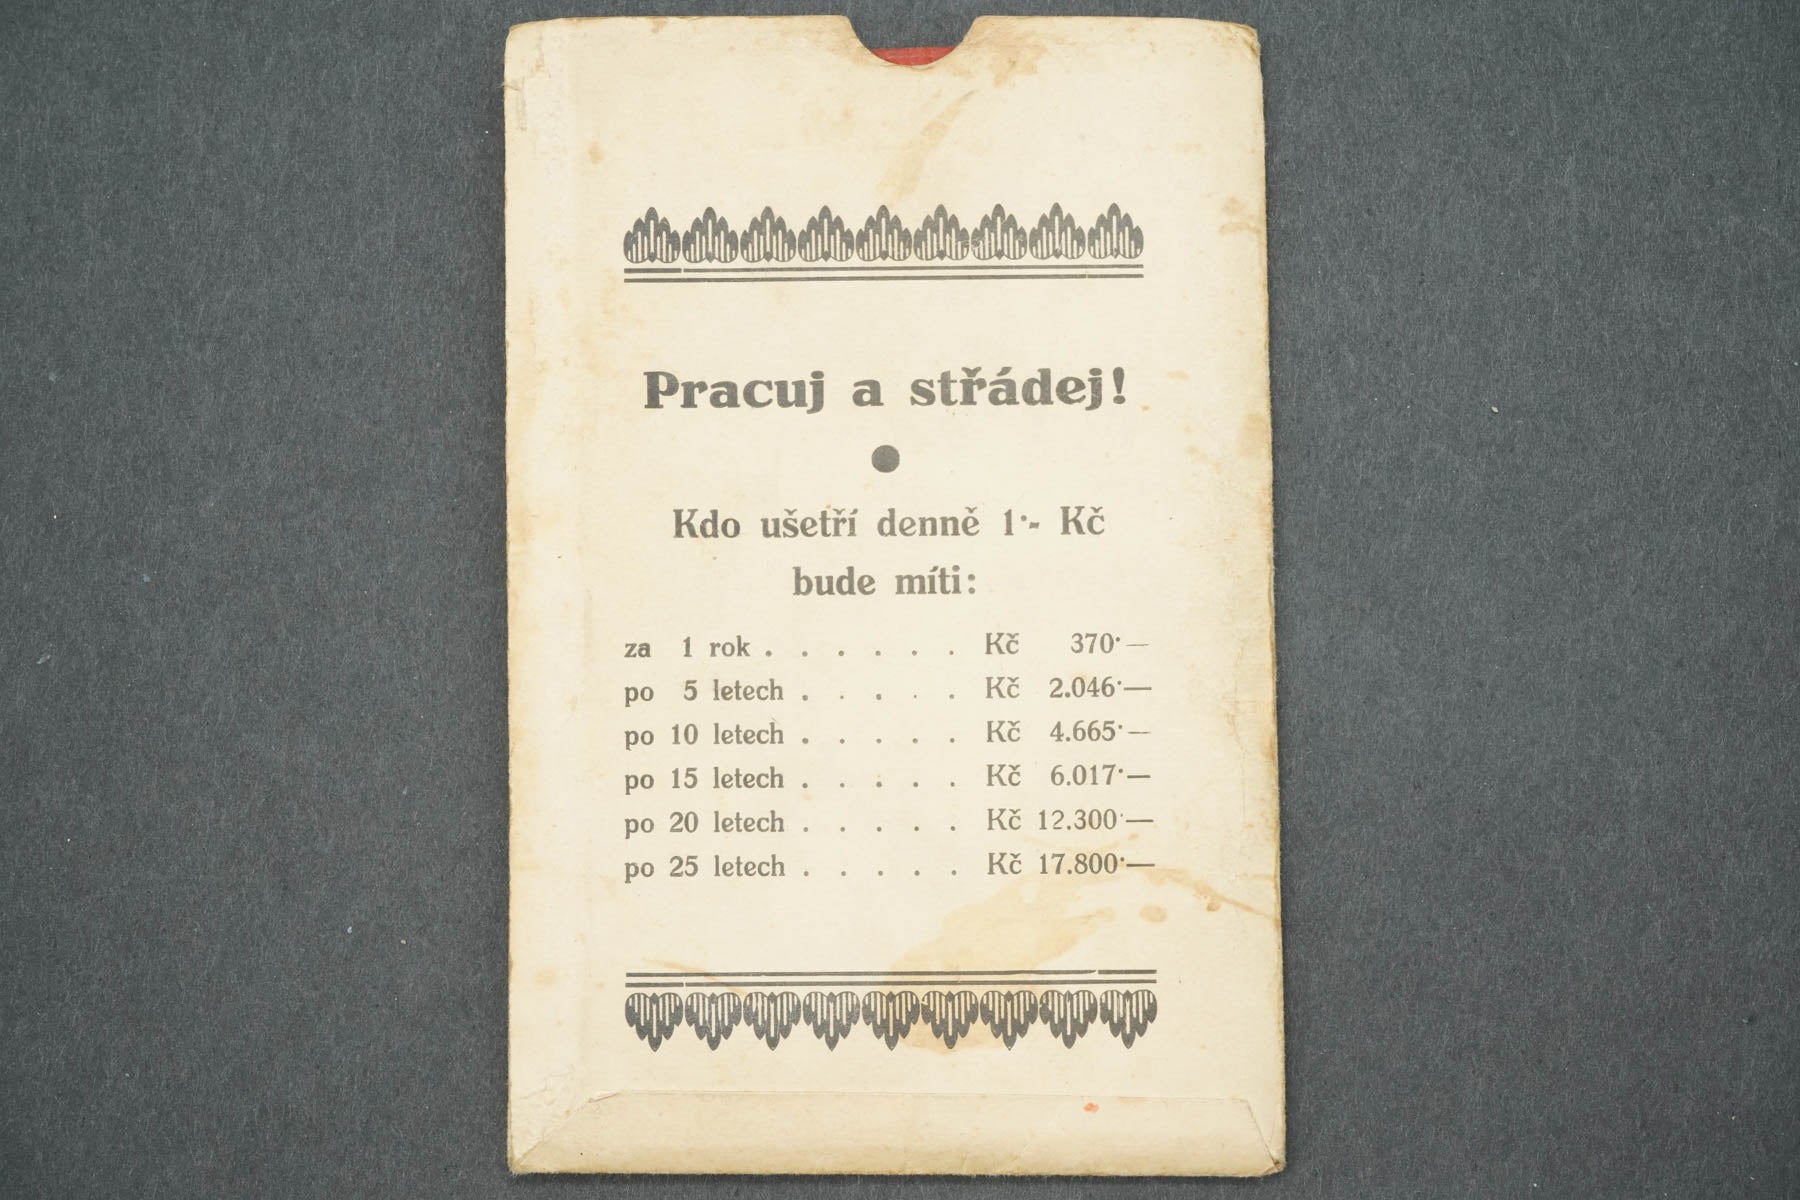 Pracuj a střádej!
Kdo ušetří denně 1·- Kč
bude míti:
za 1 rok . . . . . . Kč 370·—
po 5 letech . . . . . Kč 2.046·—
po 10 letech . . . . . Kč 4.665·—
po 15 letech . . . . . Kč 6.017·—
po 20 letech . . . . . Kč 12.300·—
po 25 letech . . . . . Kč 17.800·—